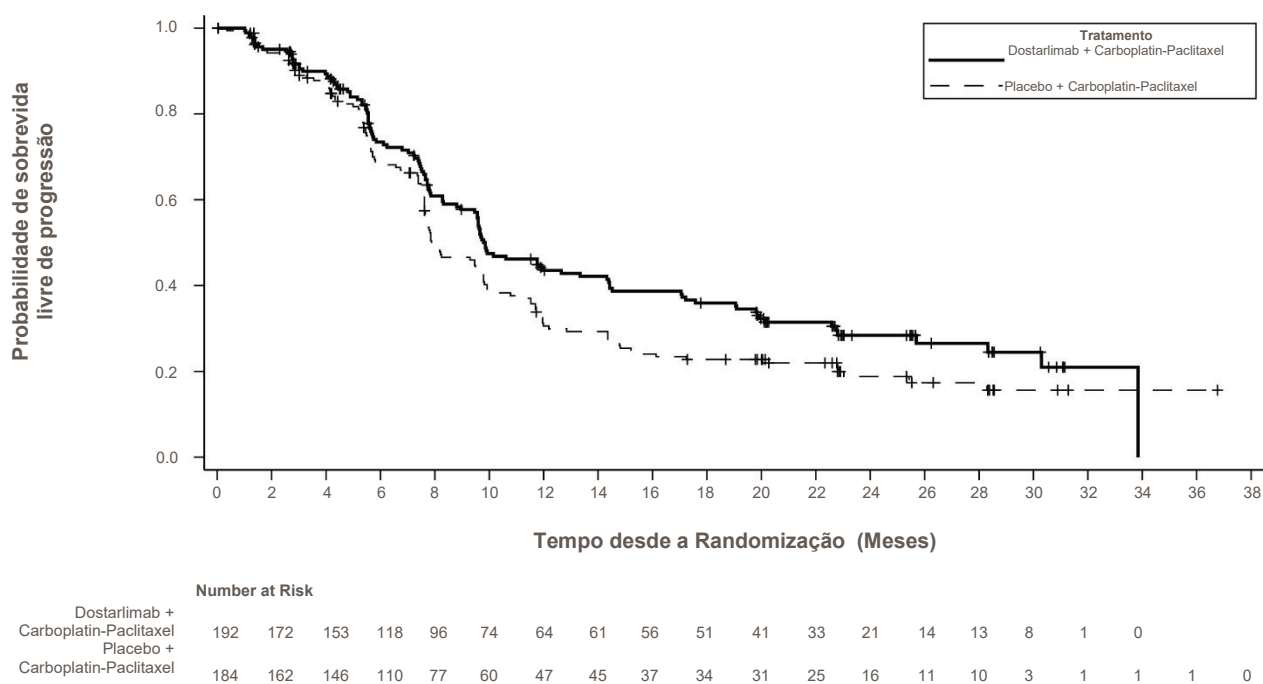 Probabilidade de sobrevida
livre de progressão
1.0
0.8
0.6
0.4
0.2
0.0
Tratamento
Dostarlimab + Carboplatin-Paclitaxel
Placebo + Carboplatin-Paclitaxel
0 2 4 6 8 10 12 14 16 18 20 22 24 26 28 30 32 34 36 38
Tempo desde a Randomização (Meses)
Number at Risk
Dostarlimab +
Carboplatin-Paclitaxel 192 172 153 118 96 74 64 61 56 51 41 33 21 14 13 8 1 0
Placebo +
Carboplatin-Paclitaxel 184 162 146 110 77 60 47 45 37 34 31 25 16 11 10 3 1 1 1 0